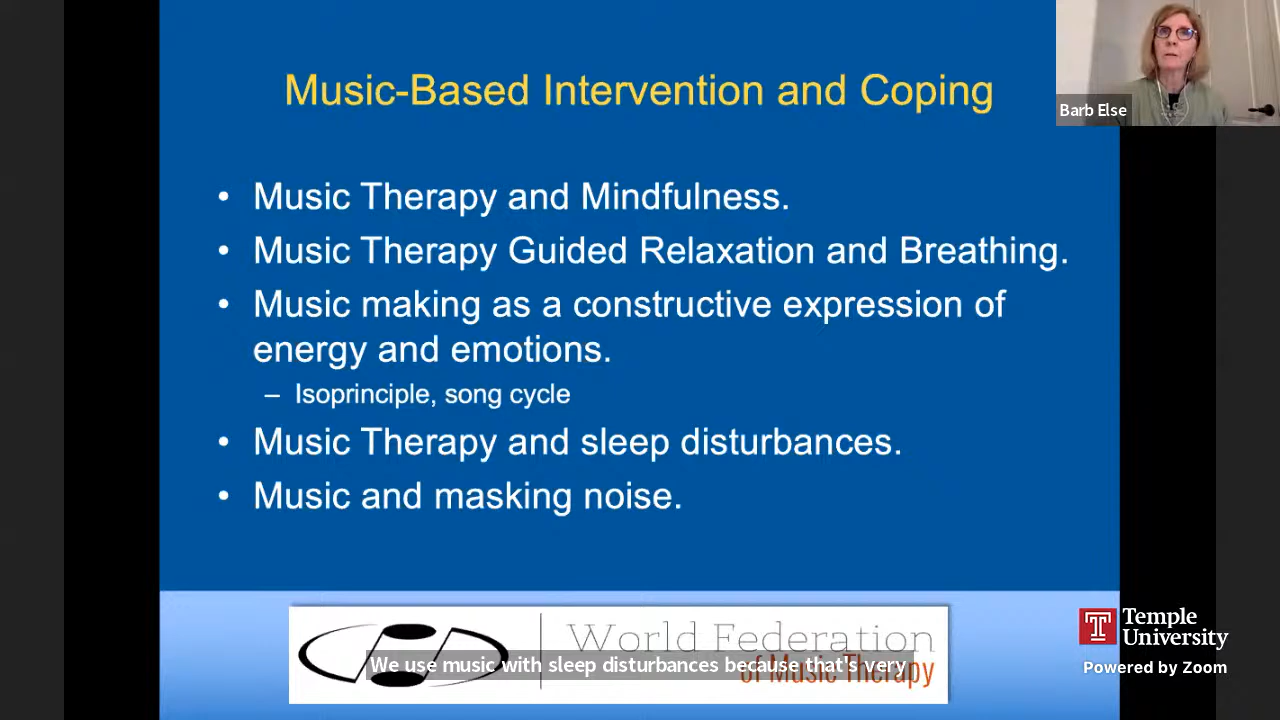 Music-Based Intervention and Coping
Barb Else
• Music Therapy and Mindfulness.
• Music Therapy Guided Relaxation and Breathing.
• Music making as a constructive expression of
energy and emotions.
– Isoprinciple, song cycle
• Music Therapy and sleep disturbances.
• Music and masking noise.
World Federation
of Music Therapy
We use music with sleep disturbances because that's very
T Temple
University
Powered by Zoom